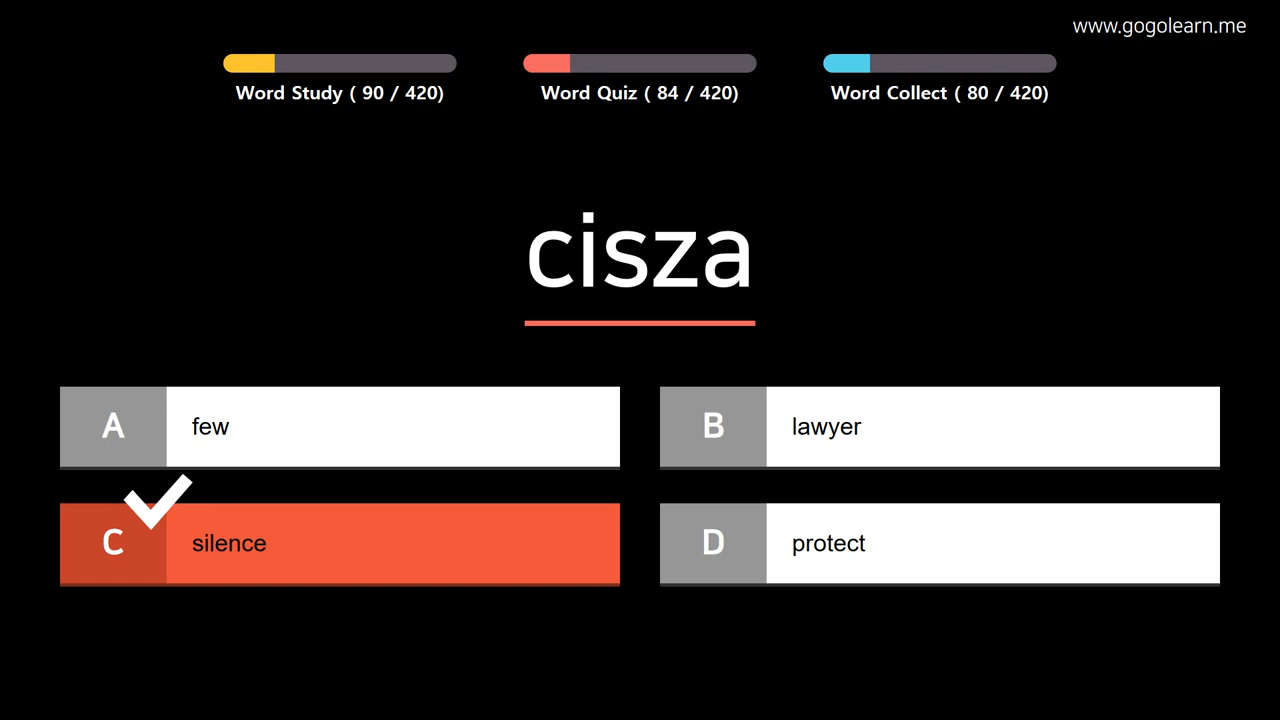 www.gogolearn.me
Word Study ( 90 / 420)
Word Quiz ( 84 / 420)
Word Collect ( 80 / 420)
cisza
A few
B lawyer
C silence
D protect